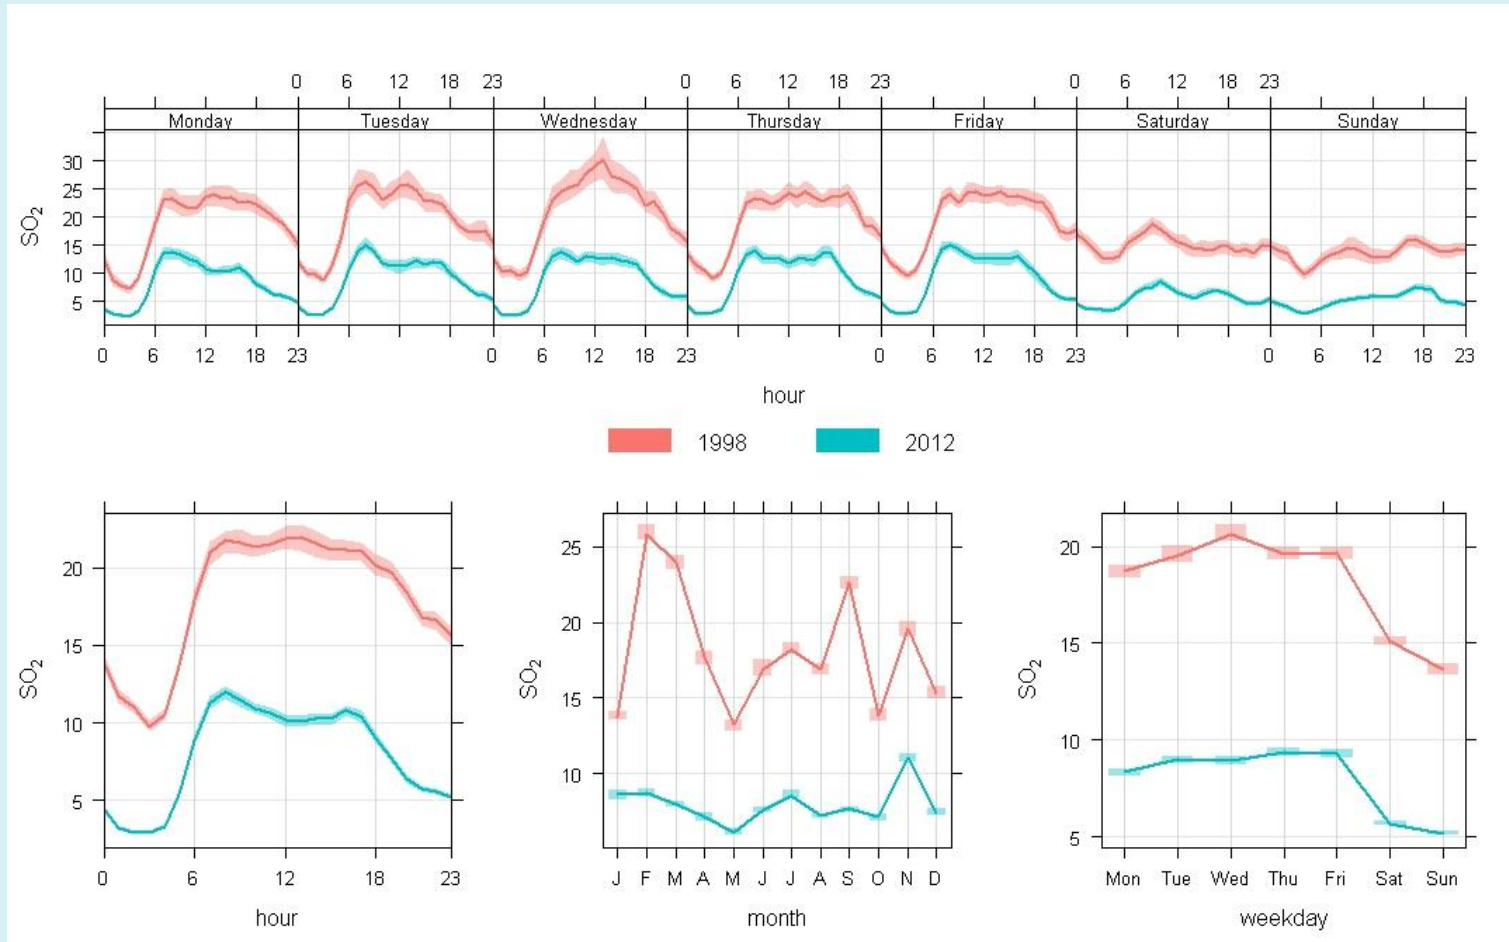 0 6 12 18 23 0 6 12 18 23 0 6 12 18 23
Monday Tuesday Wednesday Thursday Friday Saturday Sunday
30
25
20
15
10
5
SO₂
0 6 12 18 23 0 6 12 18 23 0 6 12 18 23 0 6 12 18 23
hour
1998 2012
20
15
10
5
SO₂
0 6 12 18 23
hour
25
20
15
10
SO₂
J F M A M J J A S O N D
month
20
15
10
5
SO₂
Mon Tue Wed Thu Fri Sat Sun
weekday